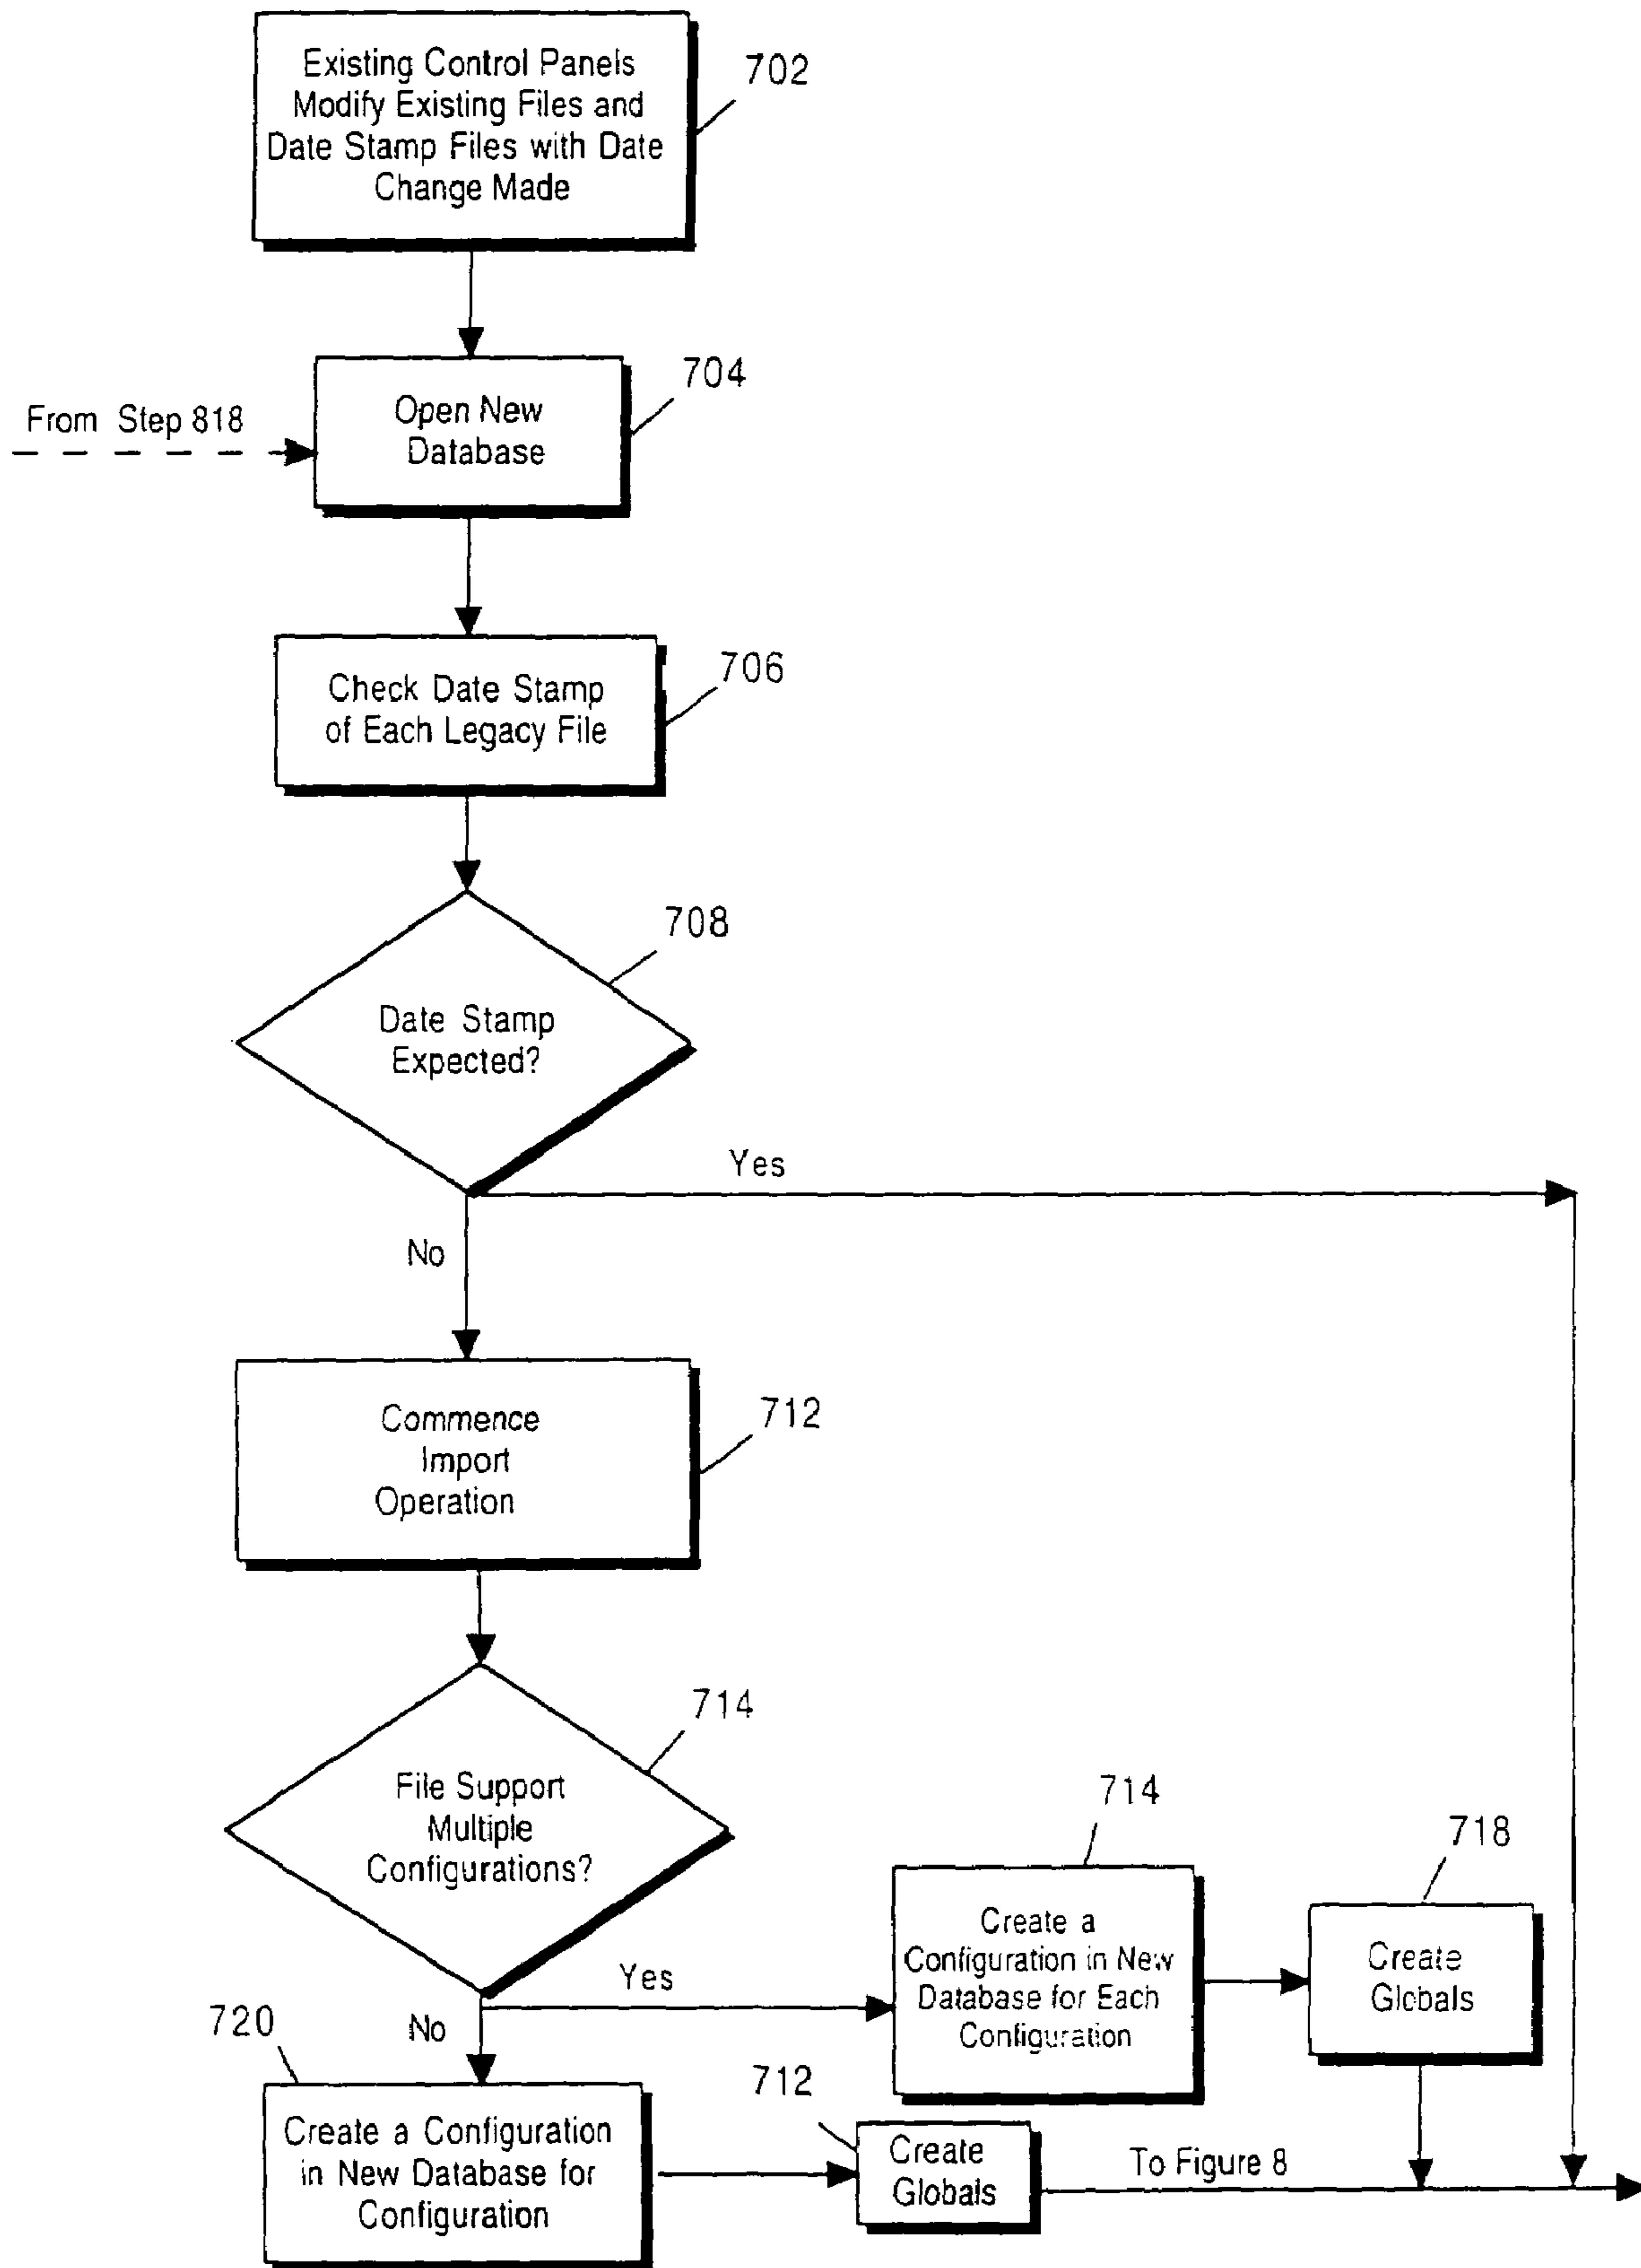 Existing Control Panels
Modify Existing Files and
Date Stamp Files with Date
Change Made
702
From Step 818
Open New
Database
704
Check Date Stamp
of Each Legacy File
706
708
Date Stamp
Expected?
Yes
No
Commence
Import
Operation
712
714
File Support
Multiple
Configurations?
Yes
No
714
Create a
Configuration in New
Database for Each
Configuration
718
Create
Globals
720
Create a Configuration
in New Database for
Configuration
712
Create
Globals
To Figure 8